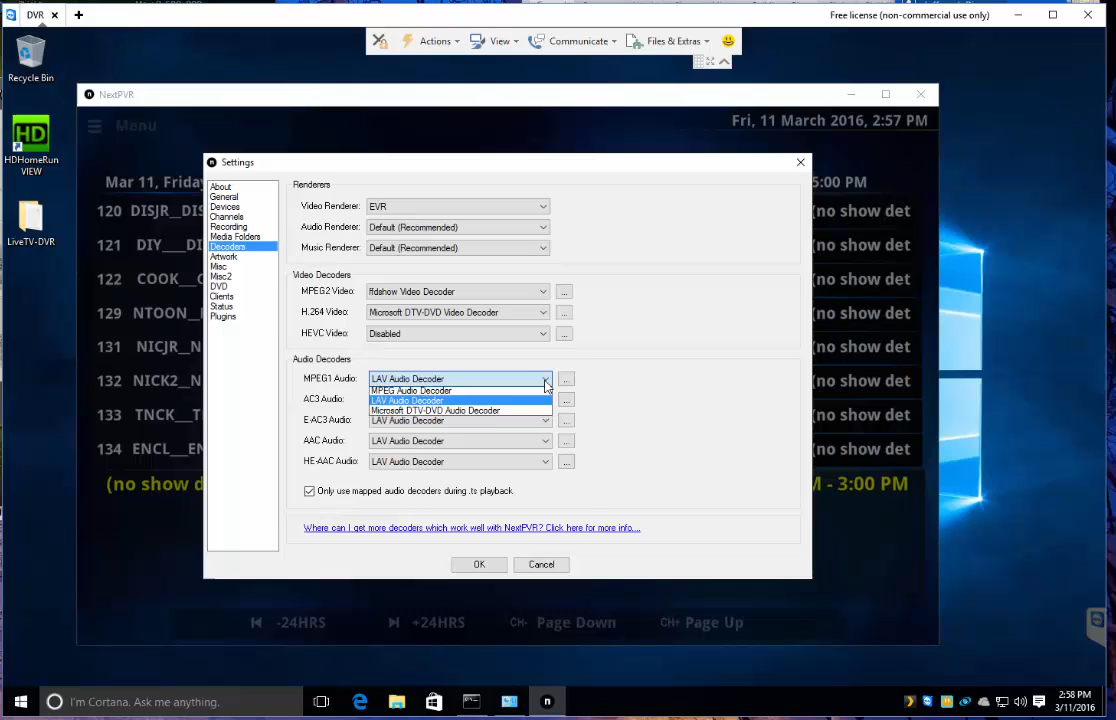 DVR
Free license (non-commercial use only)
Actions
View
Communicate
Files & Extras
Recycle Bin
HD
HDHomeRun
VIEW
LiveTV-DVR
NextPVR
Menu
Fri, 11 March 2016, 2:57 PM
Settings
Mar 11, Friday
5:00 PM
120 DISJR__DI
(no show det
121 DIY____DI
(no show det
122 COOK__C
(no show det
129 NTOON__
(no show det
131 NICJR__N
(no show det
132 NICK2__N
(no show det
133 TNCK__T
(no show det
134 ENCL__EN
(no show det
(no show d
M - 3:00 PM
About
General
Devices
Channels
Recording
Media Folders
Decoders
Artwork
Misc
Misc2
DVD
Clients
Status
Plugins
Renderers
Video Renderer: EVR
Audio Renderer: Default (Recommended)
Music Renderer: Default (Recommended)
Video Decoders
MPEG2 Video: ffdshow Video Decoder ...
H.264 Video: Microsoft DTV-DVD Video Decoder ...
HEVC Video: Disabled ...
Audio Decoders
MPEG1 Audio: LAV Audio Decoder ...
MPEG Audio Decoder
AC3 Audio: LAV Audio Decoder ...
Microsoft DTV-DVD Audio Decoder
E-AC3 Audio: LAV Audio Decoder ...
AAC Audio: LAV Audio Decoder ...
HE-AAC Audio: LAV Audio Decoder ...
Only use mapped audio decoders during .ts playback
Where can I get more decoders which work well with NextPVR? Click here for more info....
OK
Cancel
-24HRS
+24HRS
CH- Page Down
CH+ Page Up
I'm Cortana. Ask me anything.
2:58 PM
3/11/2016